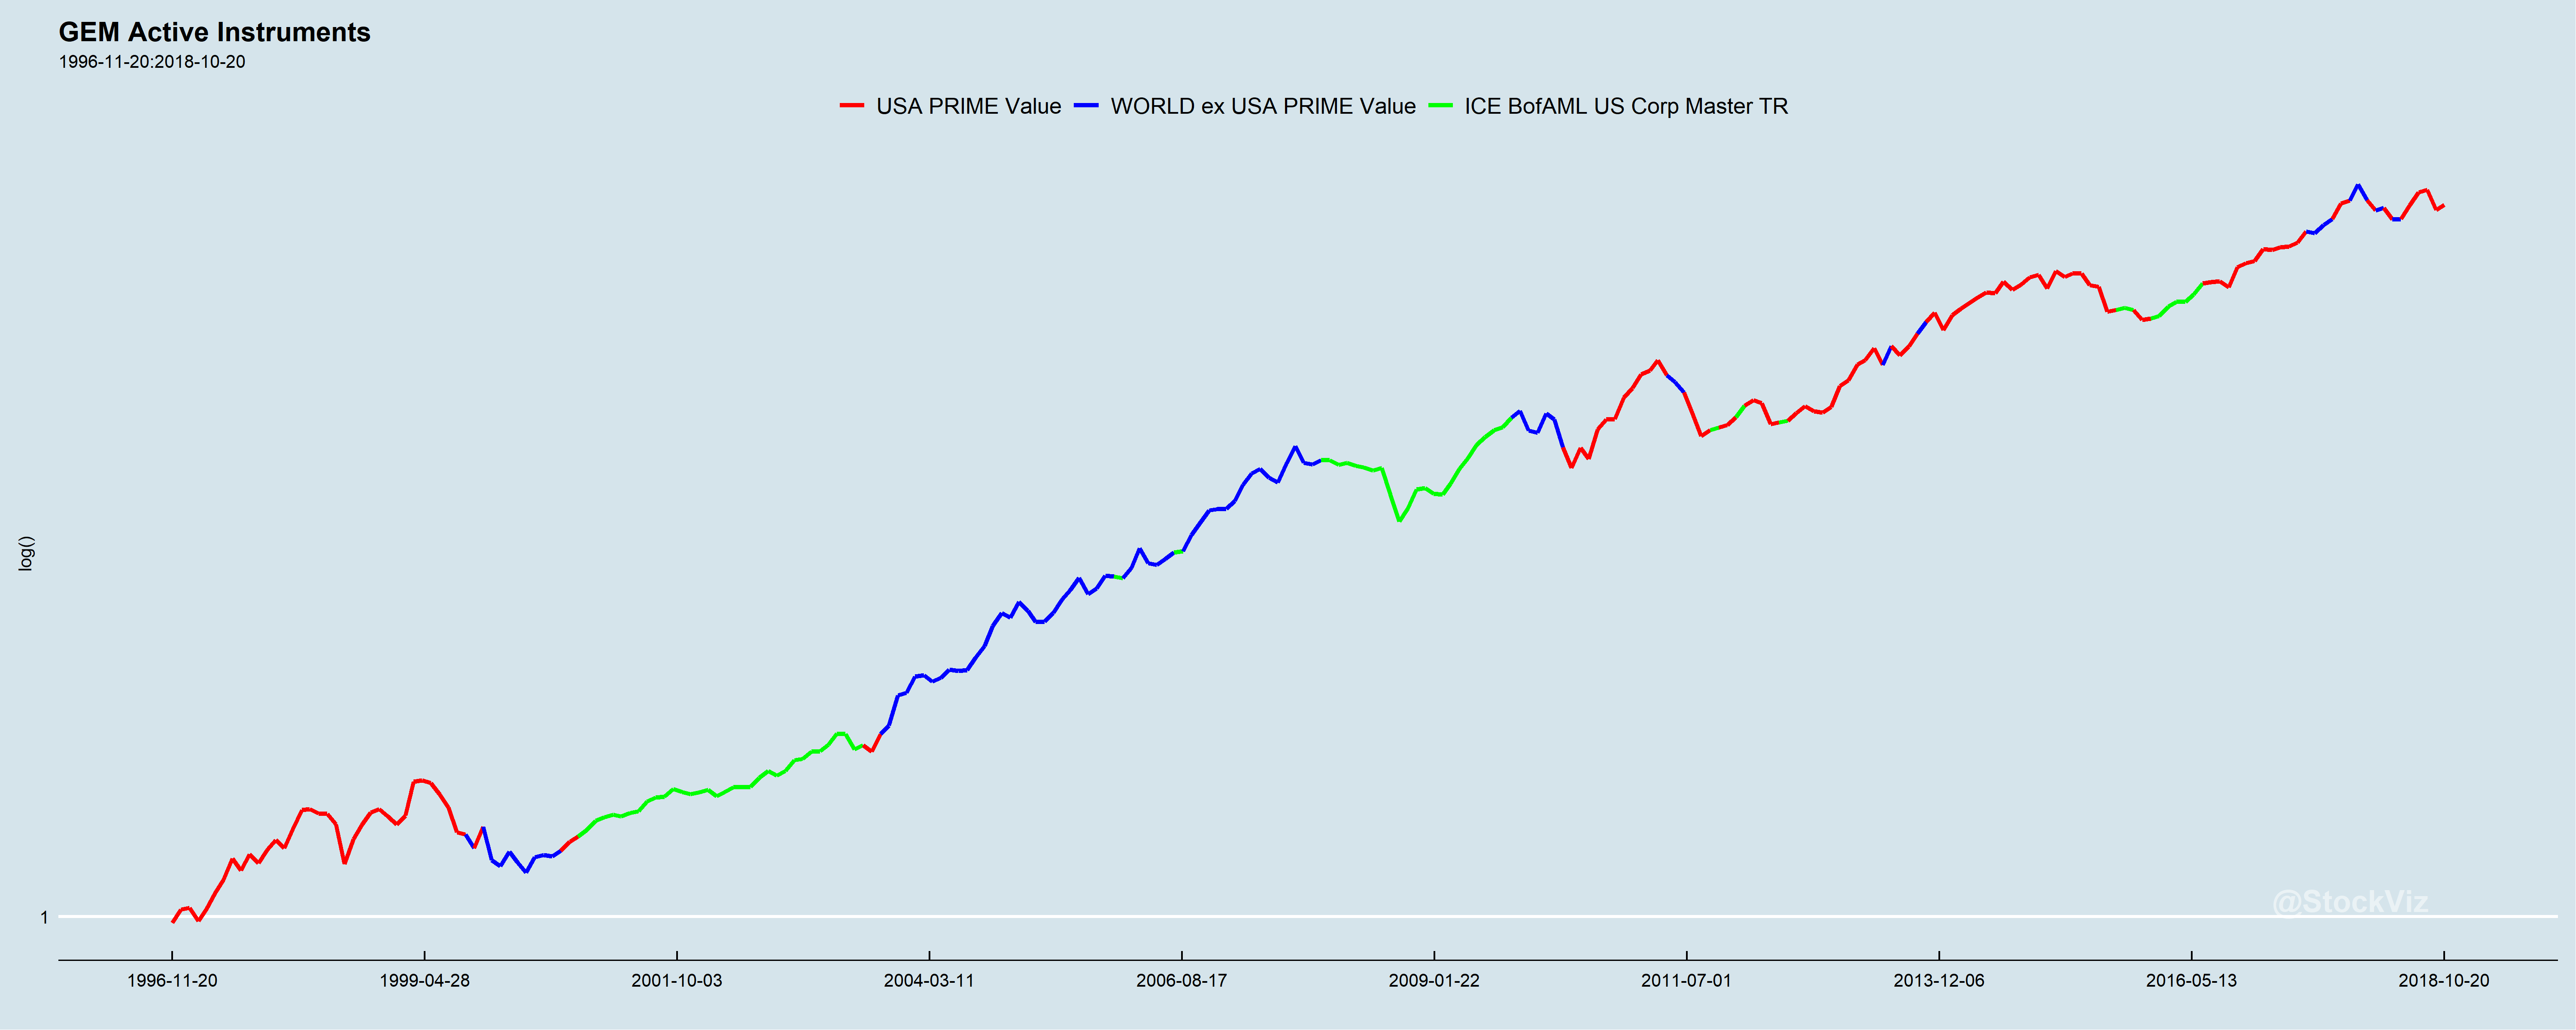 GEM Active Instruments
1996-11-20:2018-10-20
USA PRIME Value WORLD ex USA PRIME Value ICE BofAML US Corp Master TR
log()
1
@StockViz
1996-11-20 1999-04-28 2001-10-03 2004-03-11 2006-08-17 2009-01-22 2011-07-01 2013-12-06 2016-05-13 2018-10-20